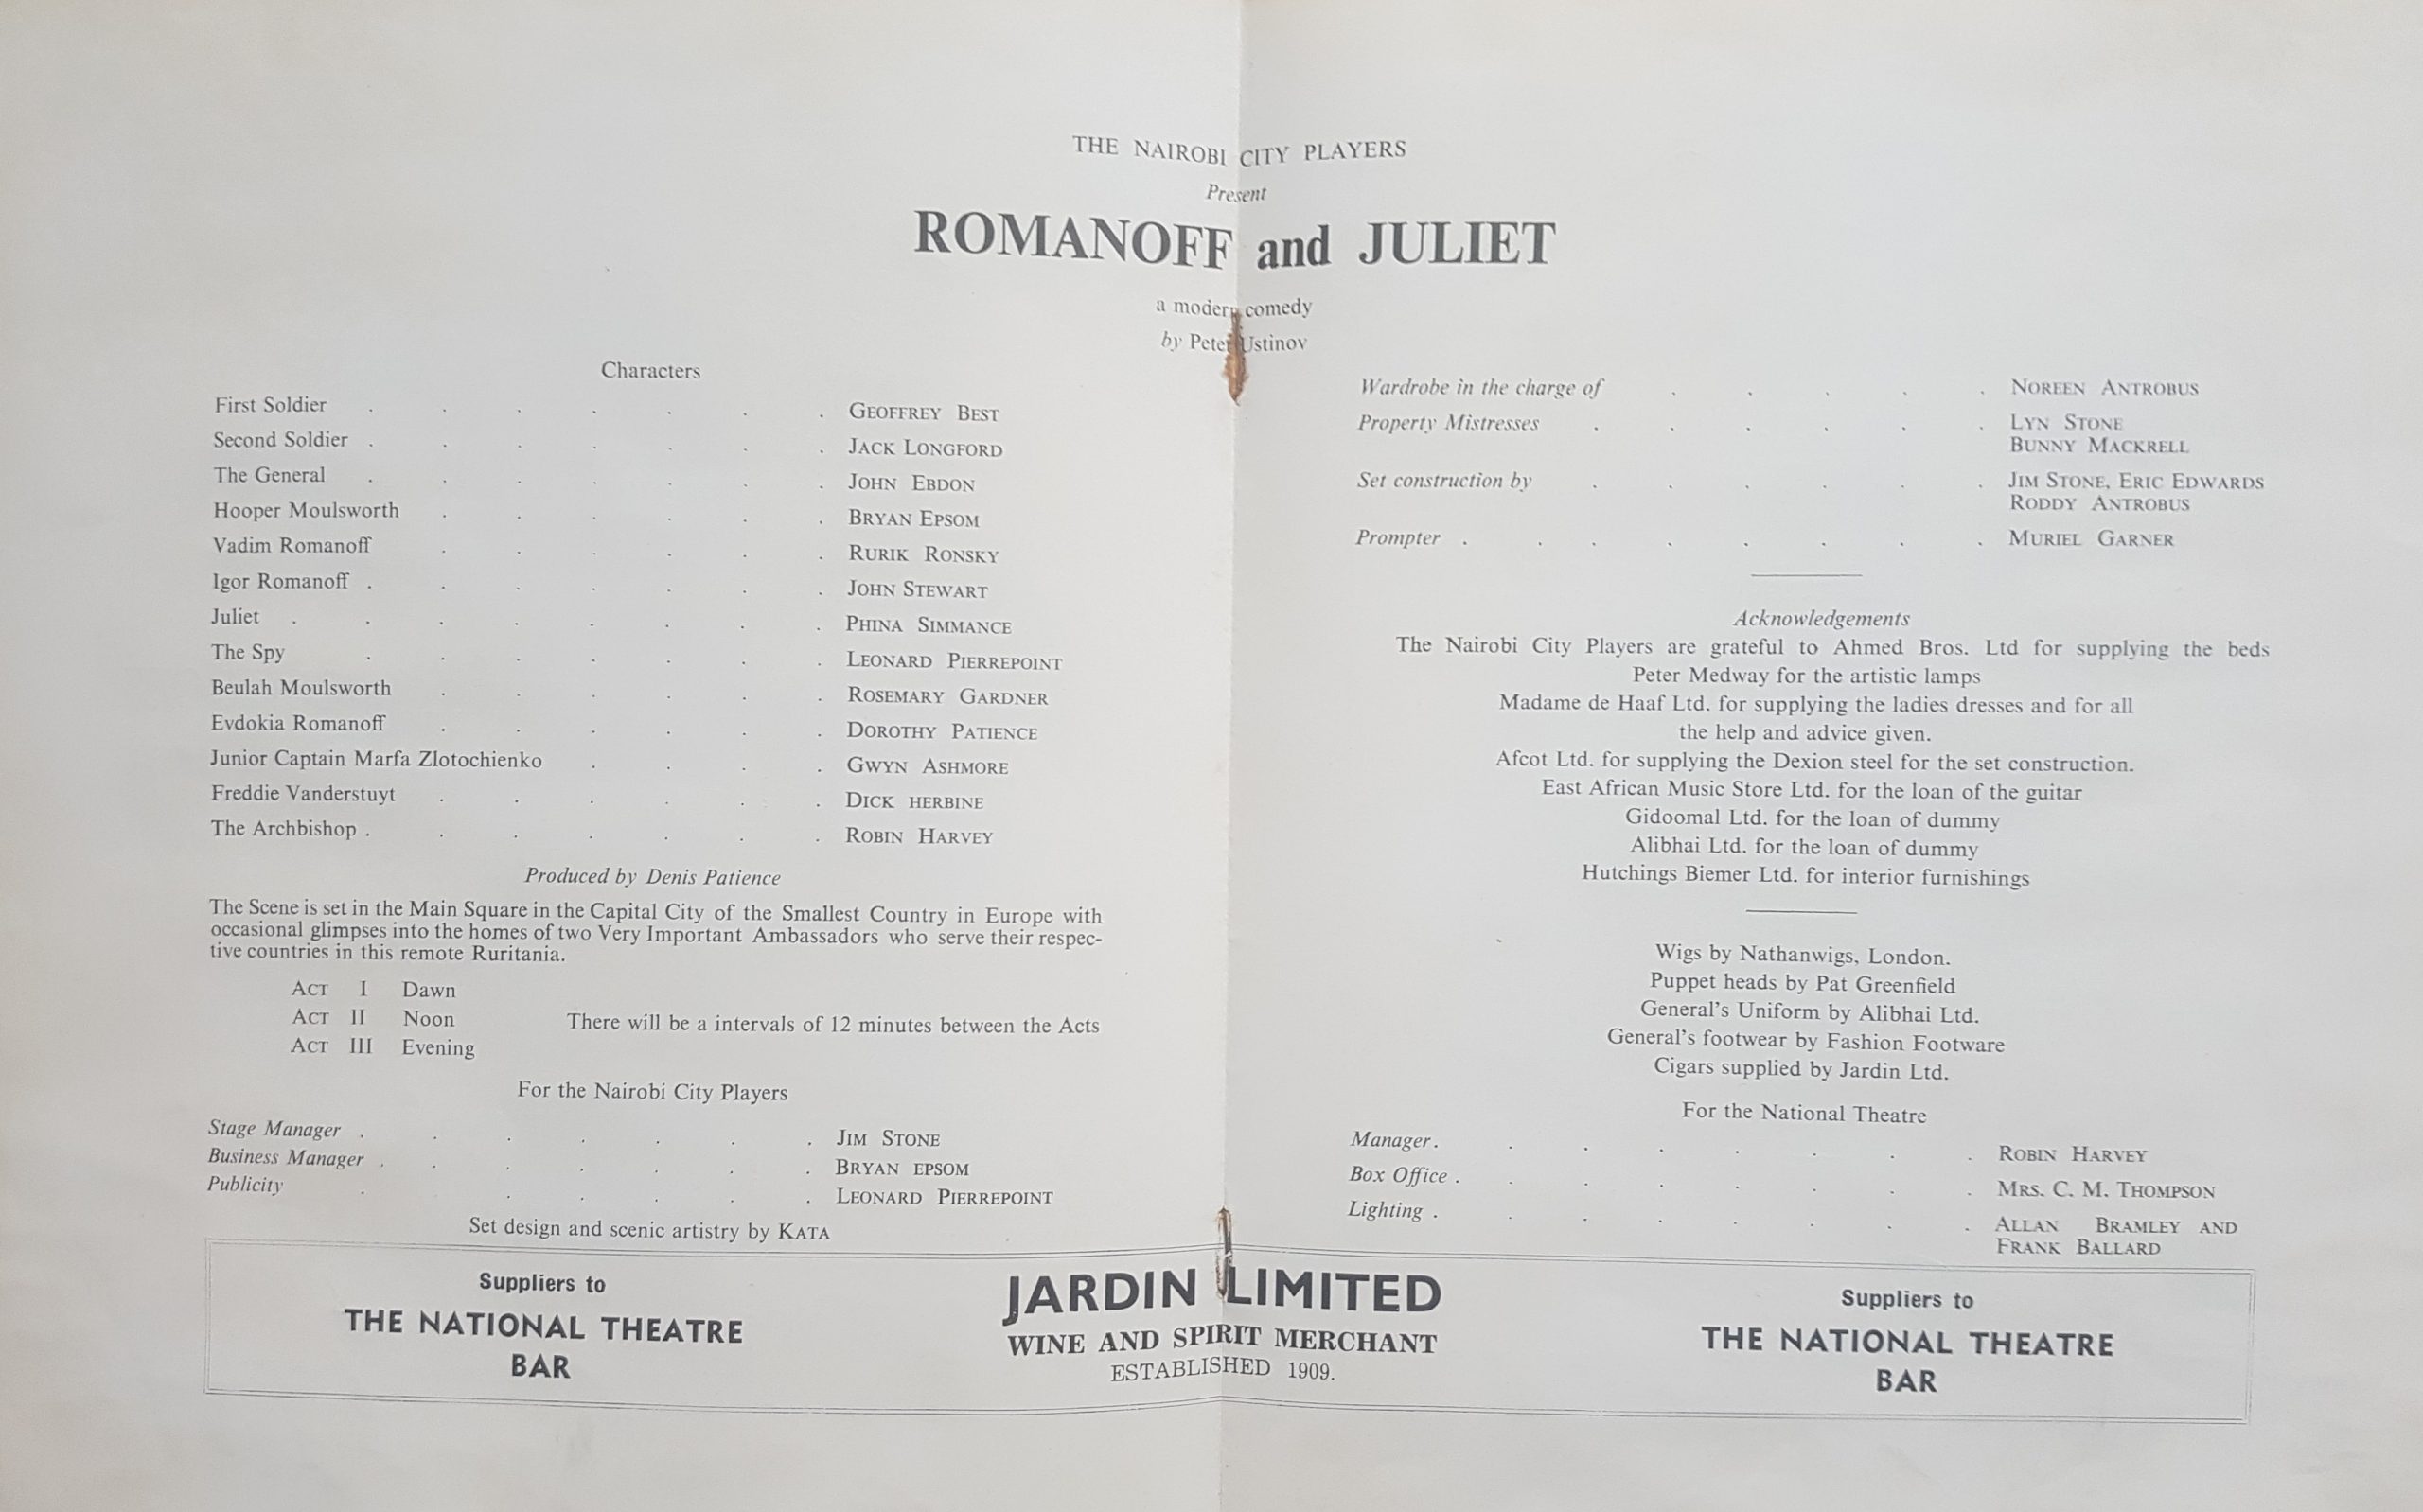 THE NAIROBI CITY PLAYERS
Present
ROMANOFF and JULIET
a modern comedy
by Peter Ustinov
Characters
First Soldier . . . . . . . GEOFFREY BEST
Second Soldier . . . . . . . JACK LONGFORD
The General . . . . . . . JOHN EBDON
Hooper Moulsworth . . . . . . BRYAN EPSOM
Vadim Romanoff . . . . . . RURIK RONSKY
Igor Romanoff . . . . . . . JOHN STEWART
Juliet . . . . . . . . PHINA SIMMANCE
The Spy . . . . . . . LEONARD PIERREPOINT
Beulah Moulsworth . . . . . . ROSEMARY GARDNER
Evdokia Romanoff . . . . . . DOROTHY PATIENCE
Junior Captain Marfa Zlotochienko . . . . GWYN ASHMORE
Freddie Vanderstuyt . . . . . . DICK HERBINE
The Archbishop . . . . . . . ROBIN HARVEY
Produced by Denis Patience
The Scene is set in the Main Square in the Capital City of the Smallest Country in Europe with
occasional glimpses into the homes of two Very Important Ambassadors who serve their respec-
tive countries in this remote Ruritania.
ACT I Dawn
ACT II Noon There will be a intervals of 12 minutes between the Acts
ACT III Evening
For the Nairobi City Players
Stage Manager . . . . . . . JIM STONE
Business Manager . . . . . . . BRYAN EPSOM
Publicity . . . . . . LEONARD PIERREPOINT
Set design and scenic artistry by KATA
Wardrobe in the charge of . . . . . NOREEN ANTROBUS
Property Mistresses . . . . . . LYN STONE
BUNNY MACKRELL
Set construction by . . . . . . JIM STONE, ERIC EDWARDS
RODDY ANTROBUS
Prompter . . . . . . . . MURIEL GARNER
Acknowledgements
The Nairobi City Players are grateful to Ahmed Bros. Ltd for supplying the beds
Peter Medway for the artistic lamps
Madame de Haaf Ltd. for supplying the ladies dresses and for all
the help and advice given.
Afcot Ltd. for supplying the Dexion steel for the set construction.
East African Music Store Ltd. for the loan of the guitar
Gidoomal Ltd. for the loan of dummy
Alibhai Ltd. for the loan of dummy
Hutchings Biemer Ltd. for interior furnishings
Wigs by Nathanwigs, London.
Puppet heads by Pat Greenfield
General's Uniform by Alibhai Ltd.
General's footwear by Fashion Footware
Cigars supplied by Jardin Ltd.
For the National Theatre
Manager . . . . . . . . ROBIN HARVEY
Box Office . . . . . . . . MRS. C. M. THOMPSON
Lighting . . . . . . . . ALLAN BRAMLEY AND
FRANK BALLARD
Suppliers to
THE NATIONAL THEATRE
BAR
JARDIN LIMITED
WINE AND SPIRIT MERCHANT
ESTABLISHED 1909.
Suppliers to
THE NATIONAL THEATRE
BAR